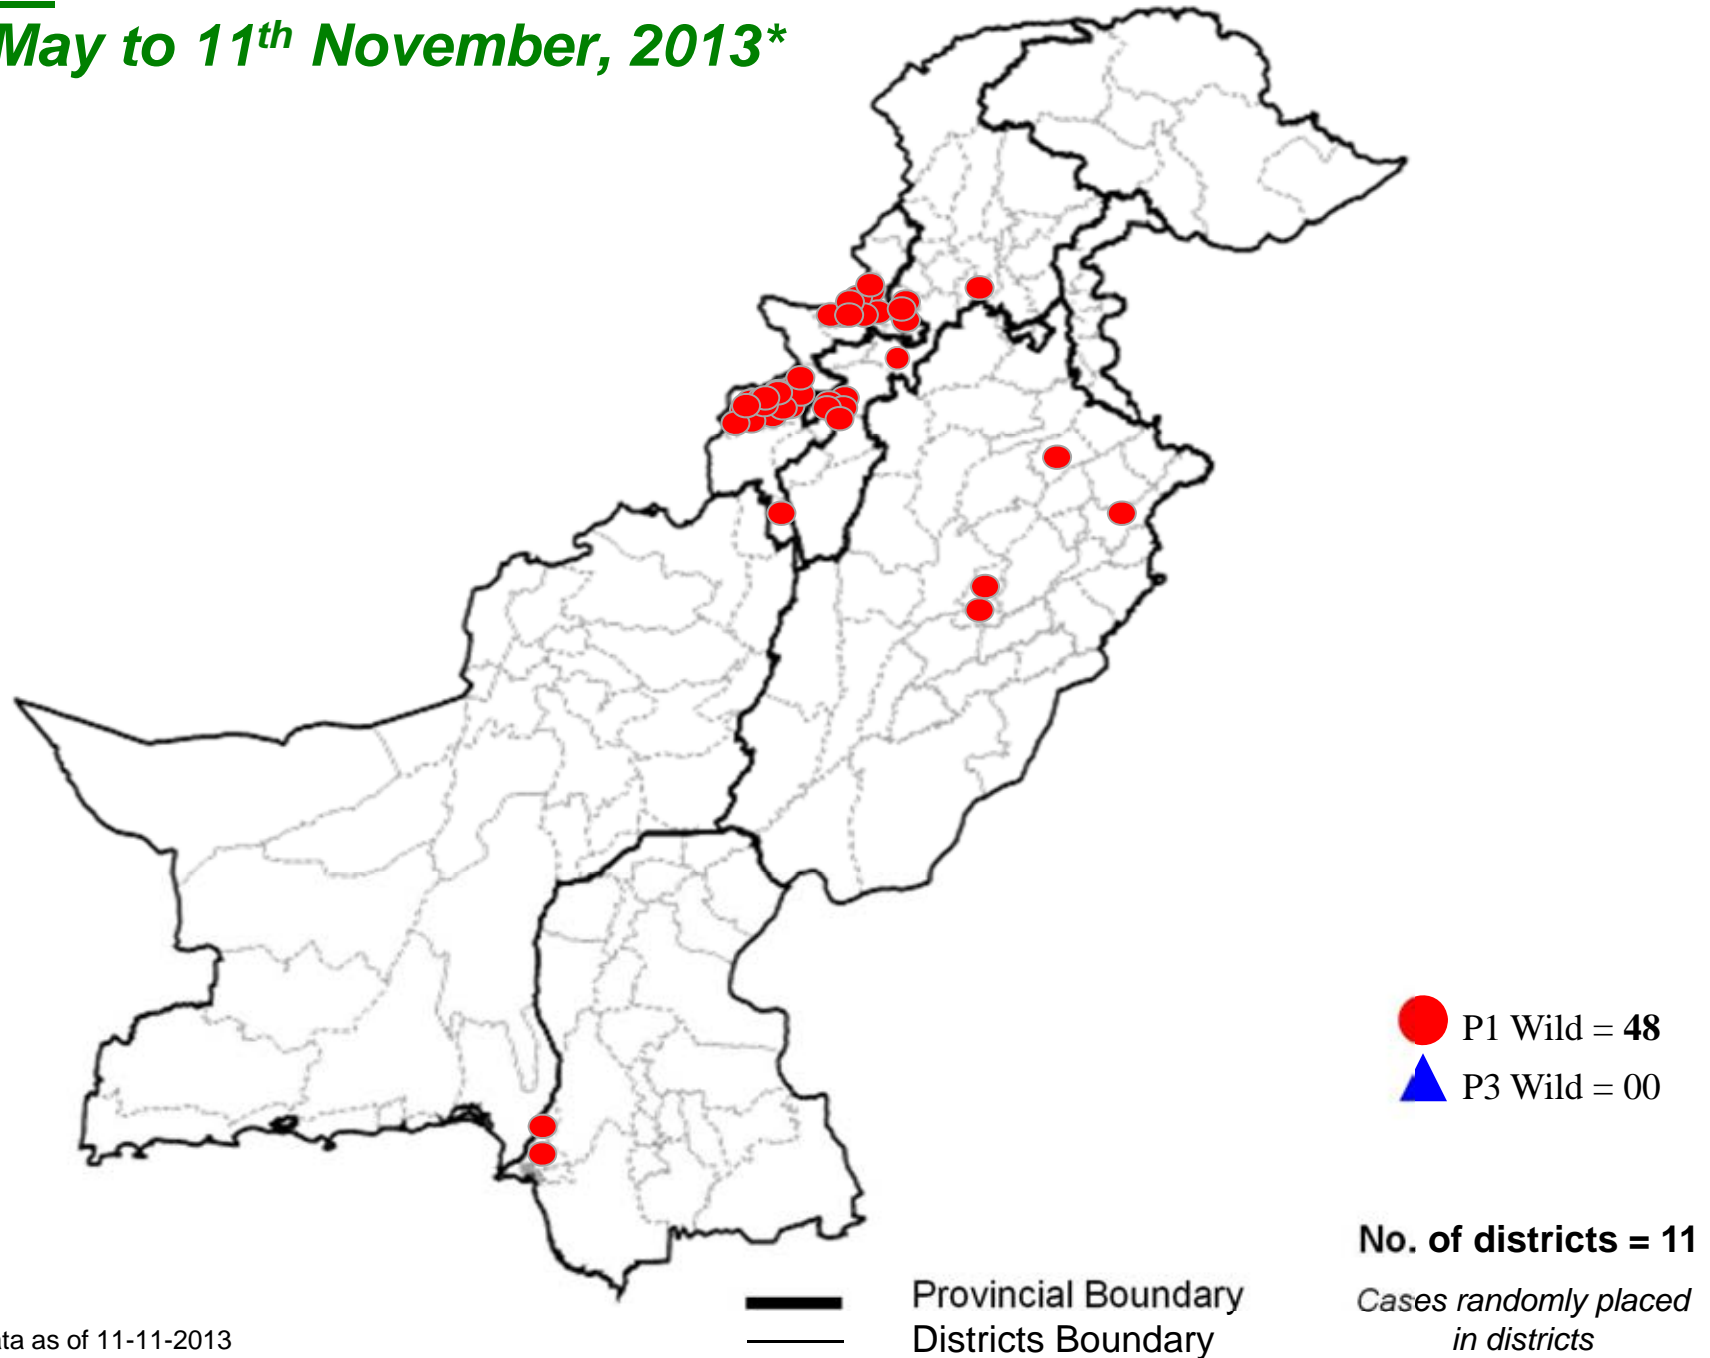 May to 11th November, 2013*
P1 Wild = 48
P3 Wild = 00
No. of districts = 11
Cases randomly placed
in districts
Provincial Boundary
Districts Boundary
as of 11-11-2013